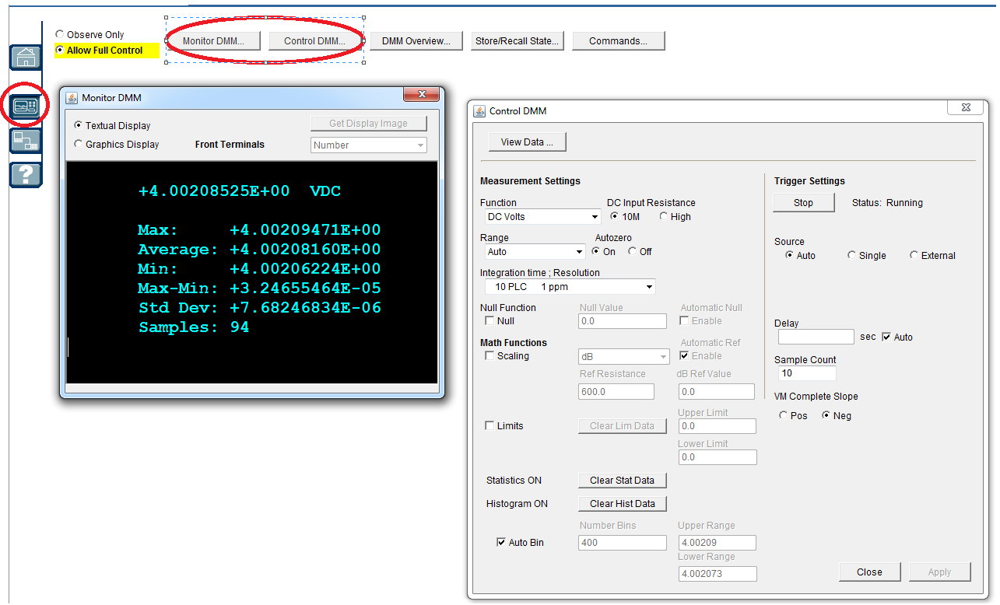 Observe Only
Allow Full Control
Monitor DMM... Control DMM... DMM Overview... Store/Recall State... Commands...
?
Monitor DMM
Textual Display
Get Display Image
Graphics Display
Front Terminals
Number
+4.00208525E+00 VDC
Max: +4.00209471E+00
Average: +4.00208160E+00
Min: +4.00206224E+00
Max-Min: +3.24655464E-05
Std Dev: +7.68246834E-06
Samples: 94
Control DMM
View Data ...
Measurement Settings
Function
DC Input Resistance
DC Volts
10M
High
Range
Autozero
Auto
On
Off
Integration time ; Resolution
10 PLC 1 ppm
Null Function
Null Value
Automatic Null
Null
0.0
Enable
Math Functions
Automatic Ref
Scaling
dB
Enable
Ref Resistance
dB Ref Value
600.0
0.0
Upper Limit
Limits
Clear Lim Data
0.0
Lower Limit
0.0
Statistics ON
Clear Stat Data
Histogram ON
Clear Hist Data
Number Bins
Upper Range
Auto Bin
400
4.00209
Lower Range
4.002073
Trigger Settings
Stop
Status: Running
Source
Auto
Single
External
Delay
sec
Auto
Sample Count
10
VM Complete Slope
Pos
Neg
Close
Apply